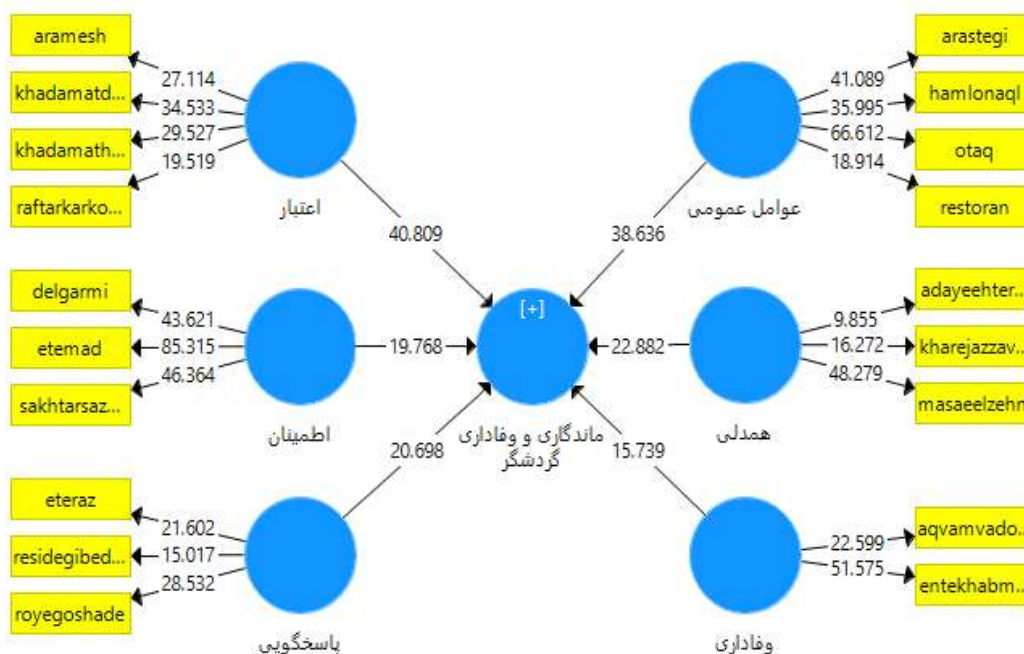 aramesh
khadamatd...
khadamath...
raftarkarko...
27.114
34.533
29.527
19.519
اعتبار
40.809
arastegi
hamlonaql
otaq
restoran
41.089
35.995
66.612
18.914
عوامل عمومی
38.636
delgarmi
etemad
sakhtarsaz...
43.621
85.315
46.364
اطمینان
19.768
[+]
ماندگاری و وفاداری
گردشگر
22.882
adayeehter...
kharejazzav...
masaeelzehn
9.855
16.272
48.279
همدلی
eteraz
residegibed...
royegoshade
21.602
15.017
28.532
پاسخگویی
20.698
15.739
aqvamvado...
entekhabm...
22.599
51.575
وفاداری